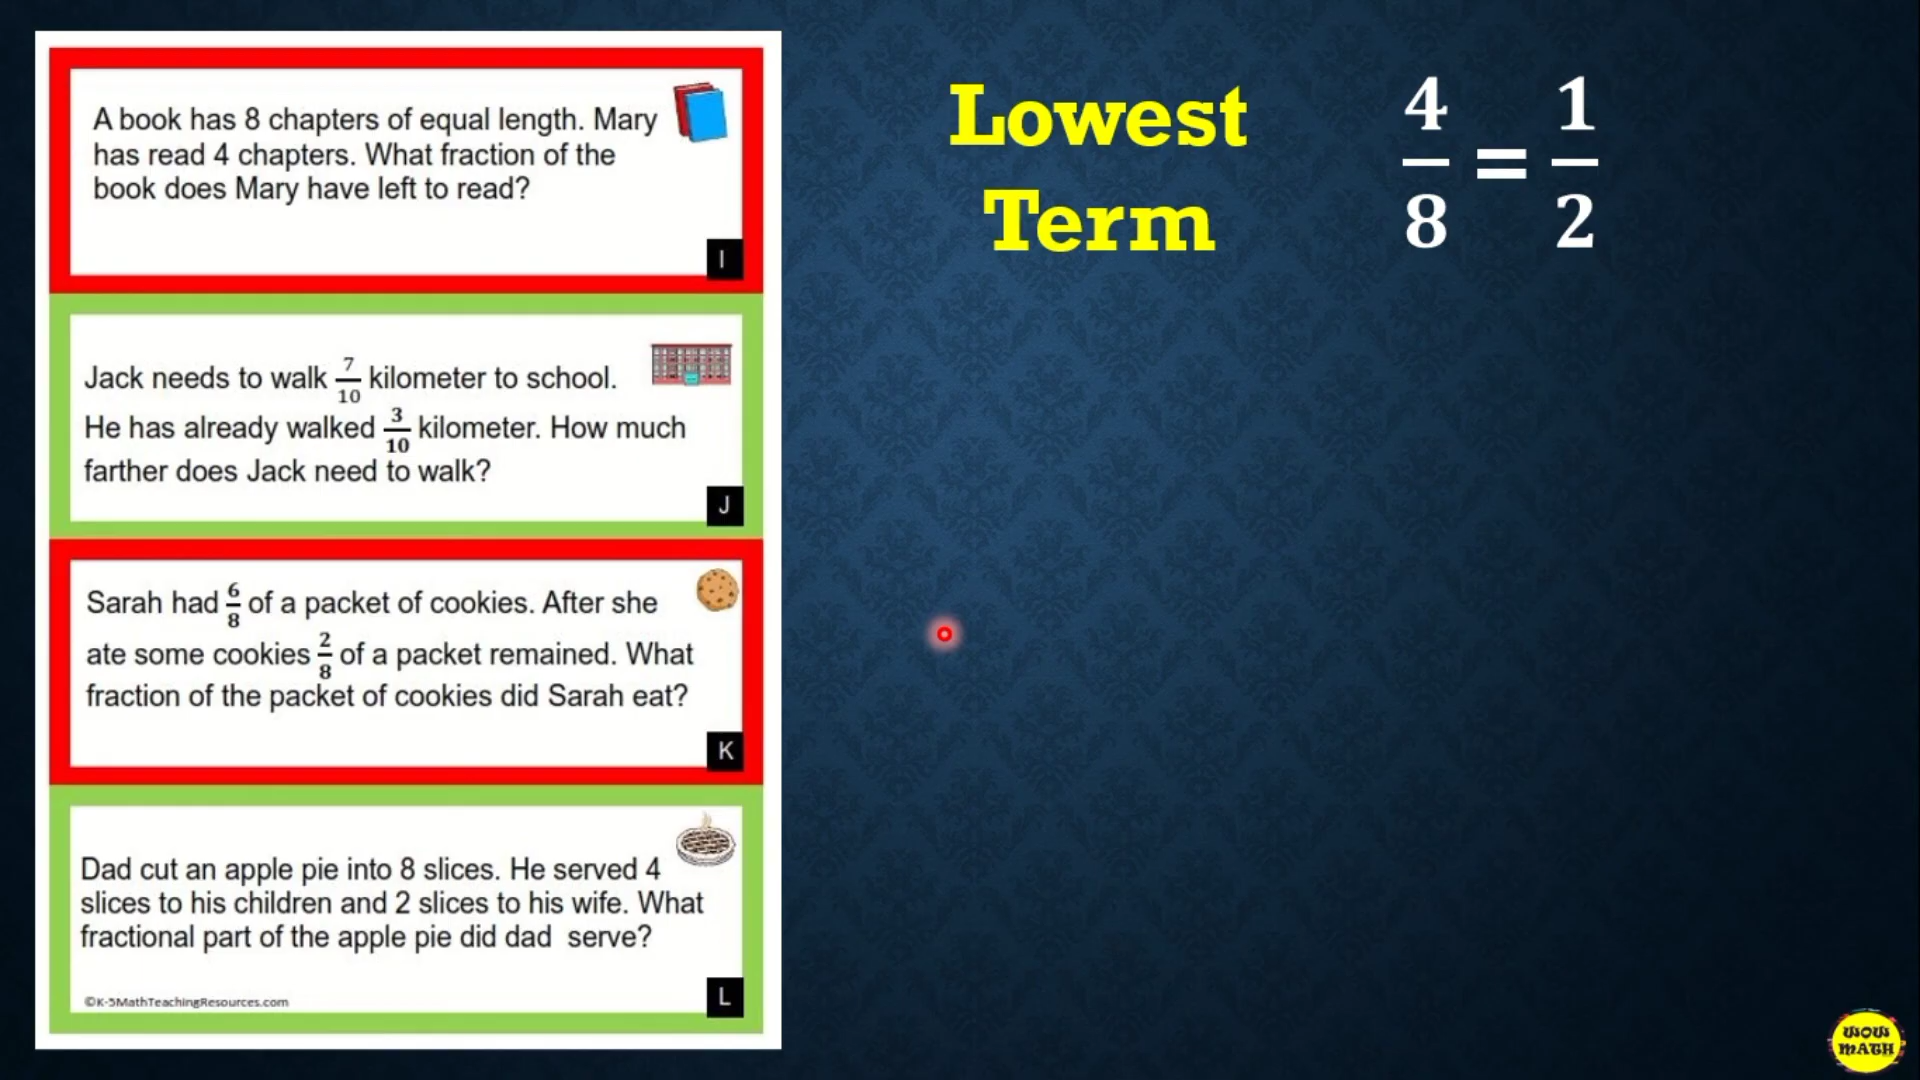 A book has 8 chapters of equal length. Mary
has read 4 chapters. What fraction of the
book does Mary have left to read?
I
Jack needs to walk 7/10 kilometer to school.
He has already walked 3/10 kilometer. How much
farther does Jack need to walk?
J
Sarah had 6/8 of a packet of cookies. After she
ate some cookies 2/8 of a packet remained. What
fraction of the packet of cookies did Sarah eat?
K
Dad cut an apple pie into 8 slices. He served 4
slices to his children and 2 slices to his wife. What
fractional part of the apple pie did dad serve?
©K-5MathTeachingResources.com
L
Lowest
Term
4/8 = 1/2
WOW
MATH